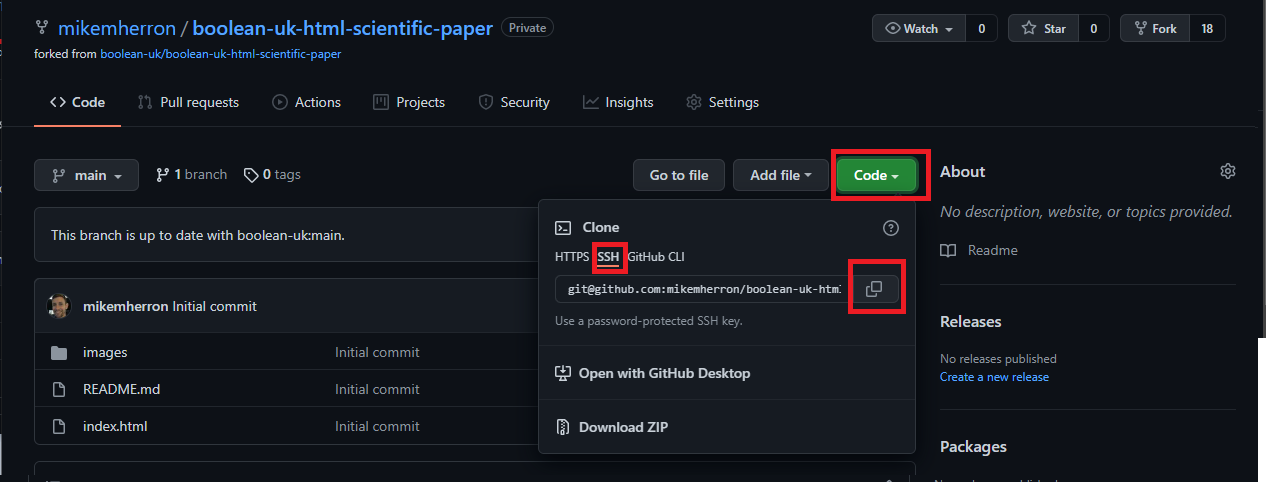 mikemherron / boolean-uk-html-scientific-paper Private
Watch 0 Star 0 Fork 18
forked from boolean-uk/boolean-uk-html-scientific-paper
Code Pull requests Actions Projects Security Insights Settings
main 1 branch 0 tags Go to file Add file Code
About
No description, website, or topics provided.
Readme
This branch is up to date with boolean-uk:main.
Clone
HTTPS SSH GitHub CLI
git@github.com:mikemherron/boolean-uk-html
Use a password-protected SSH key.
Open with GitHub Desktop
Download ZIP
mikemherron Initial commit
images Initial commit
README.md Initial commit
index.html Initial commit
Releases
No releases published
Create a new release
Packages